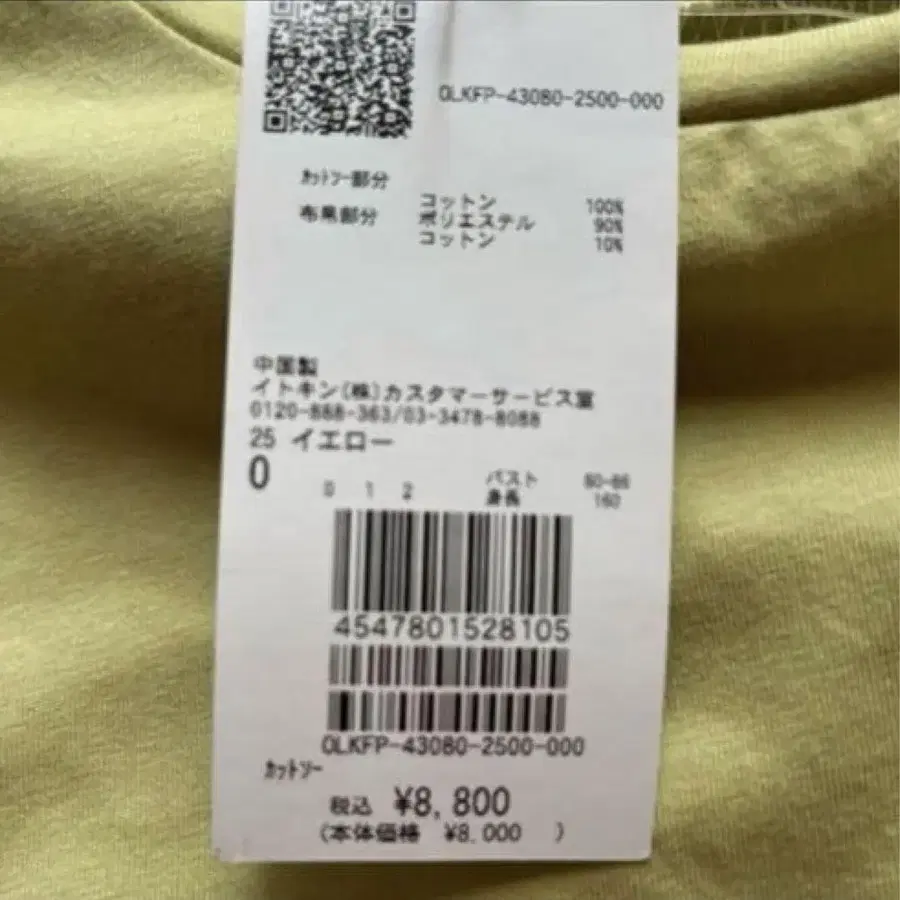 OLKFP-43080-2500-000
ｶｯﾄｿｰ部分 コットン 100%
布帛部分 ポリエステル 90%
コットン 10%
中国製
イトキン(株)カスタマーサービス室
0120-888-363/03-3478-8088
25 イエロー
0
0 1 2 バスト 80-86
身長 160
4547801528105
OLKFP-43080-2500-000
ｶｯﾄｿｰ
税込 ¥8,800
(本体価格 ¥8,000 )